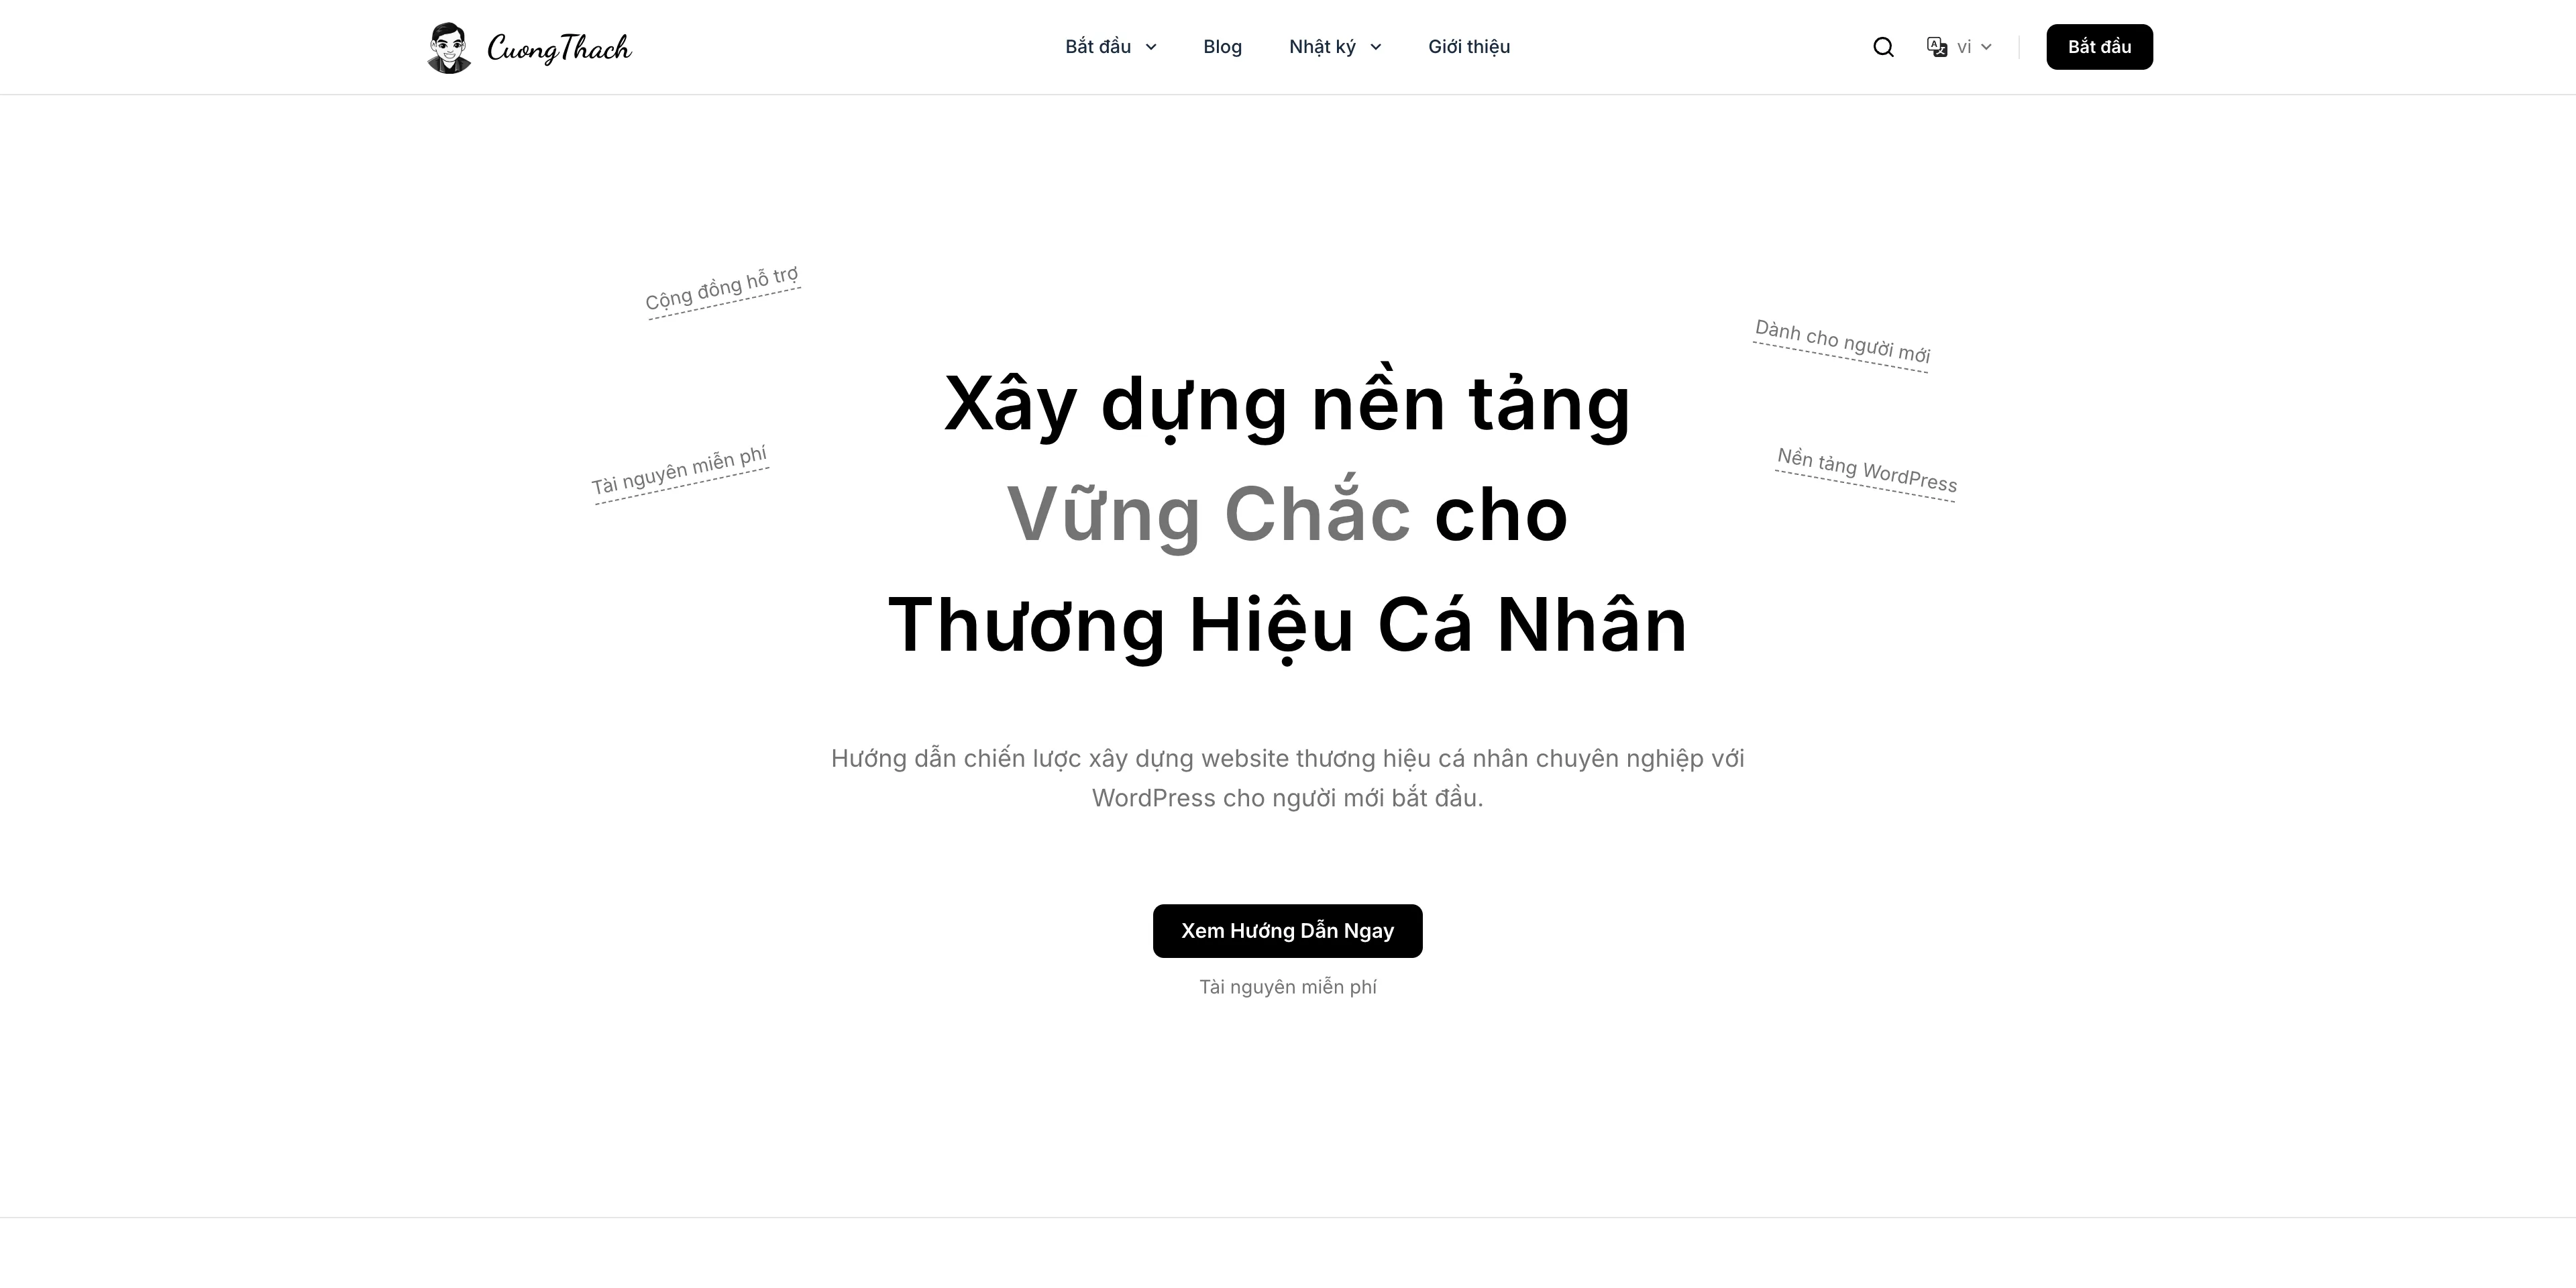 CuongThach
Bắt đầu
Blog
Nhật ký
Giới thiệu
vi
Bắt đầu
Cộng đồng hỗ trợ
Dành cho người mới
Tài nguyên miễn phí
Nền tảng WordPress
Xây dựng nền tảng
Vững Chắc cho
Thương Hiệu Cá Nhân
Hướng dẫn chiến lược xây dựng website thương hiệu cá nhân chuyên nghiệp với
WordPress cho người mới bắt đầu.
Xem Hướng Dẫn Ngay
Tài nguyên miễn phí